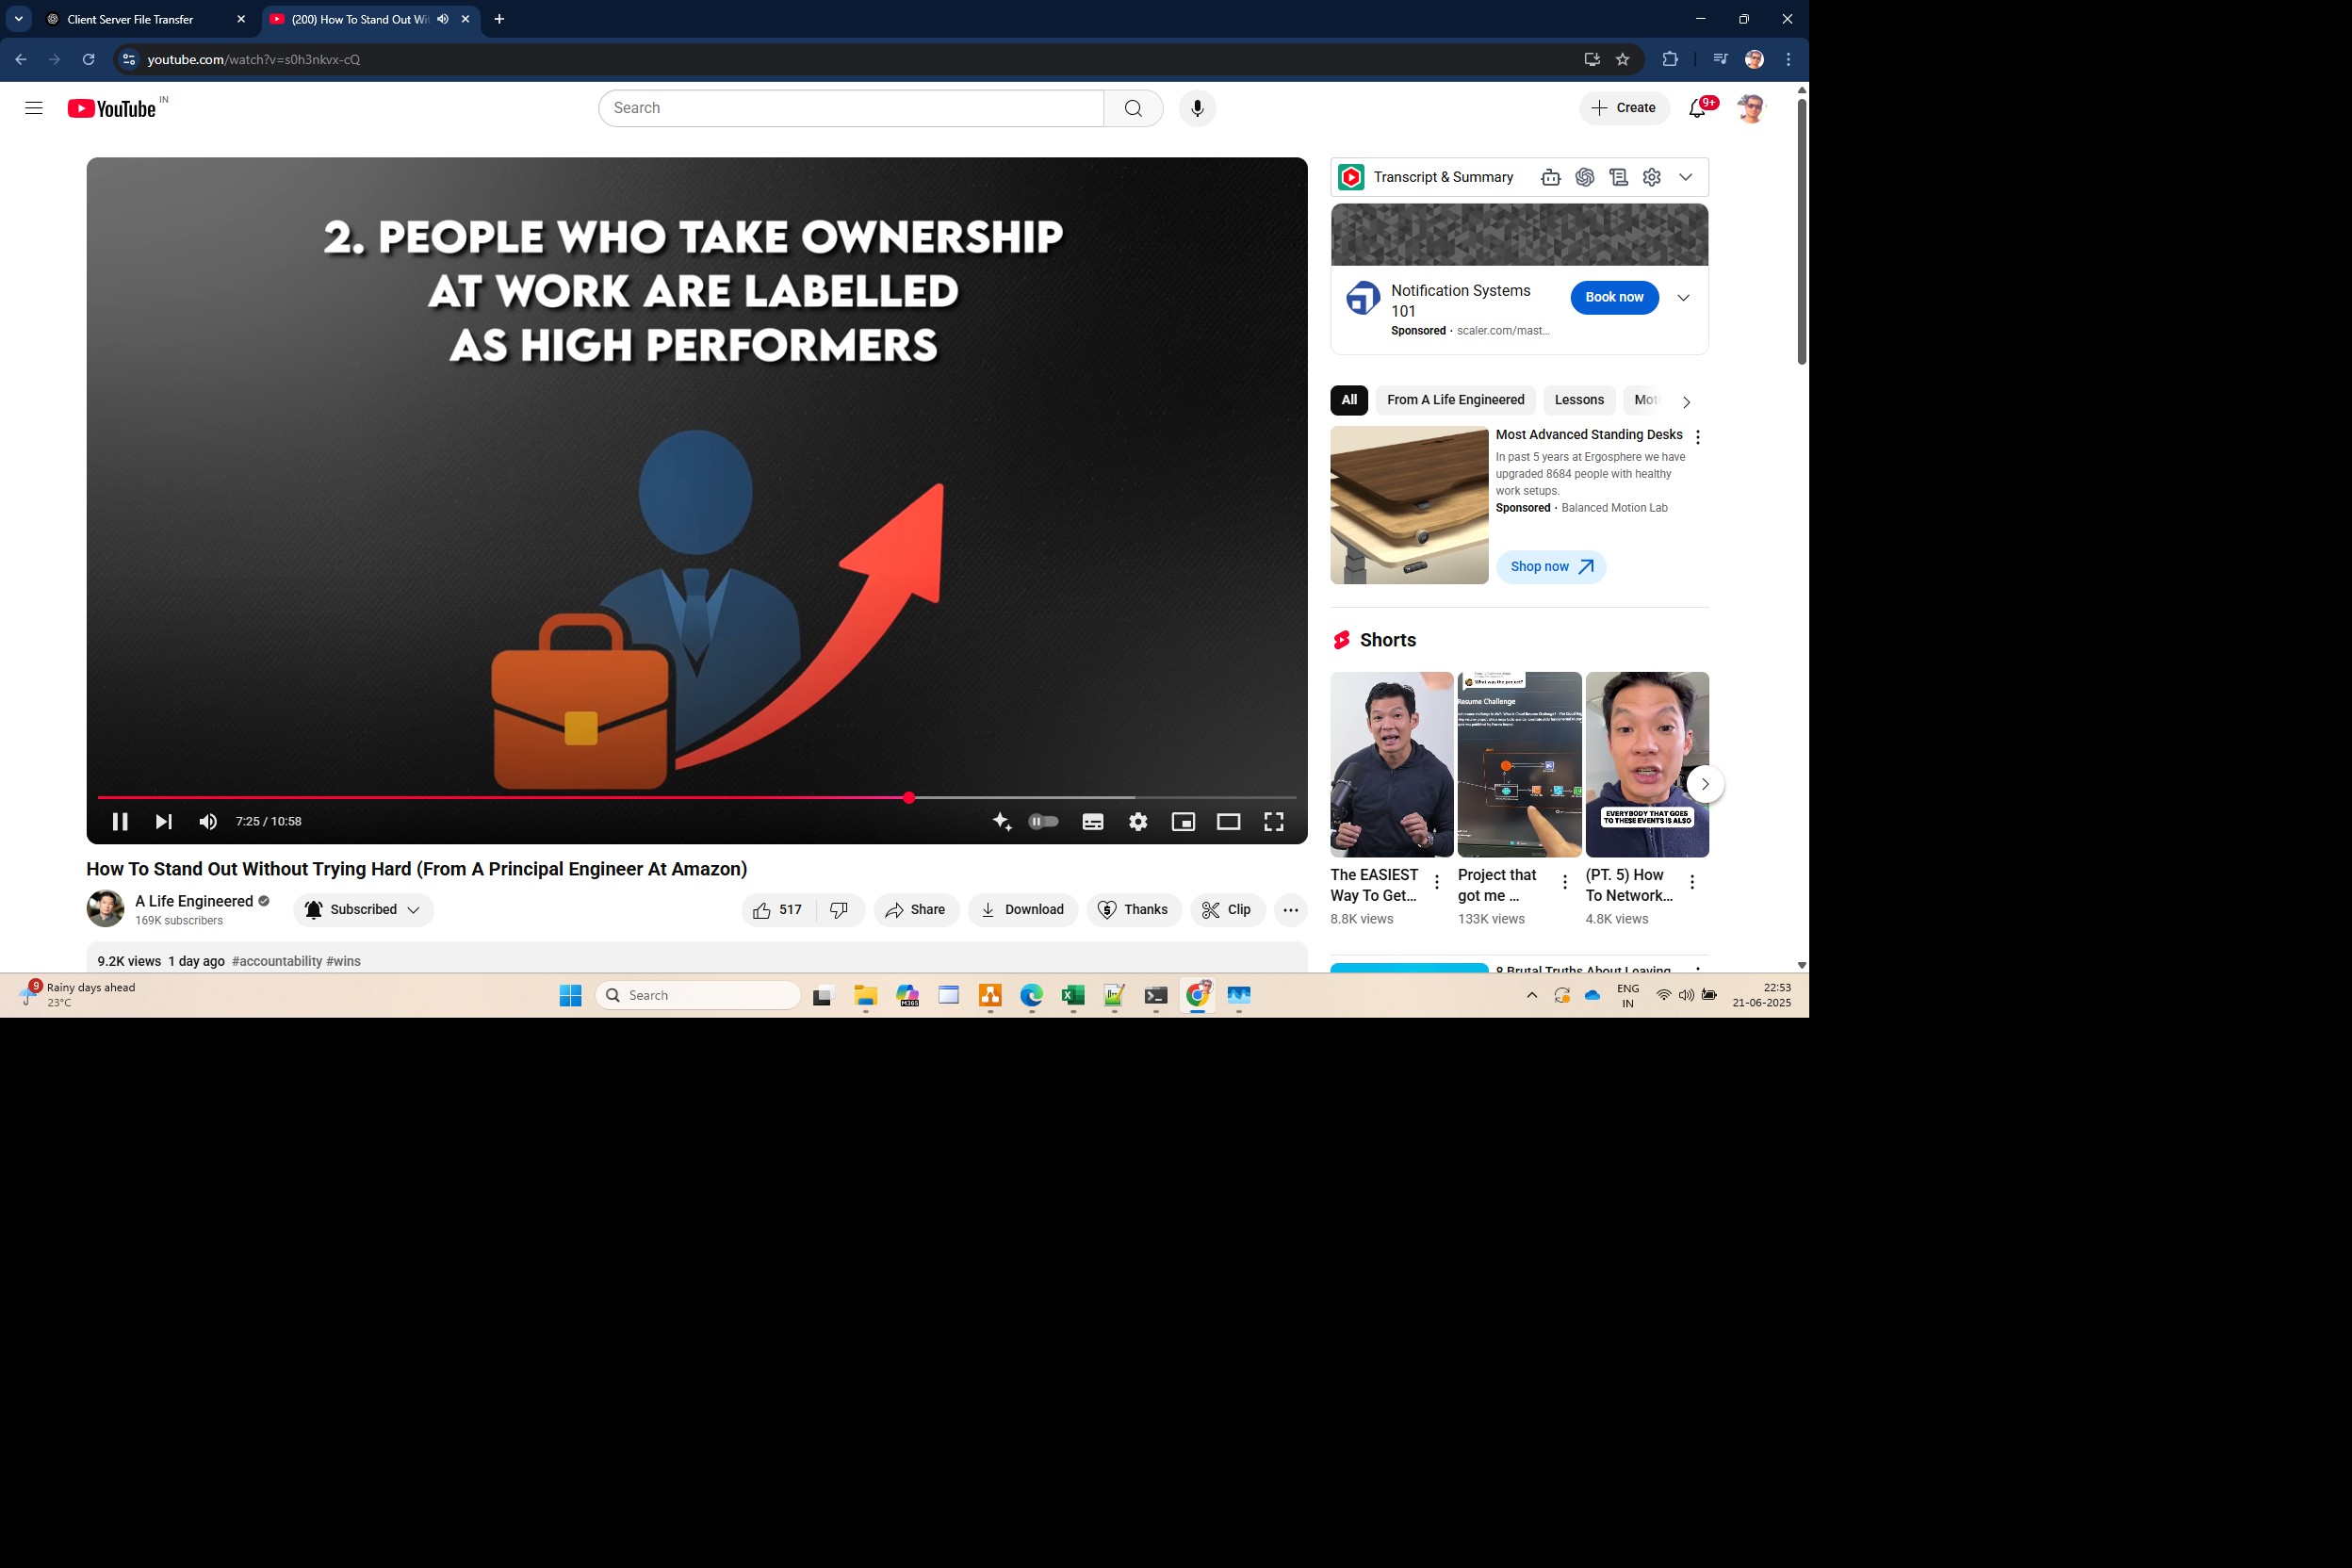 Client Server File Transfer
(200) How To Stand Out Wit
youtube.com/watch?v=s0h3nkvx-cQ
YouTube IN
Search
Create
9+
2. PEOPLE WHO TAKE OWNERSHIP
AT WORK ARE LABELLED
AS HIGH PERFORMERS
7:25 / 10:58
How To Stand Out Without Trying Hard (From A Principal Engineer At Amazon)
A Life Engineered
169K subscribers
Subscribed
517
Share
Download
Thanks
Clip
9.2K views 1 day ago #accountability #wins
Transcript & Summary
Notification Systems
101
Sponsored · scaler.com/mast...
Book now
All
From A Life Engineered
Lessons
Mot
Most Advanced Standing Desks
In past 5 years at Ergosphere we have
upgraded 8684 people with healthy
work setups.
Sponsored · Balanced Motion Lab
Shop now
Shorts
What was the project?
Resume Challenge
EVERYBODY THAT GOES
TO THESE EVENTS IS ALSO
The EASIEST
Way To Get...
8.8K views
Project that
got me ...
133K views
(PT. 5) How
To Network...
4.8K views
8 Brutal Truths About Leaving
9
Rainy days ahead
23°C
Search
M365
ENG
IN
22:53
21-06-2025